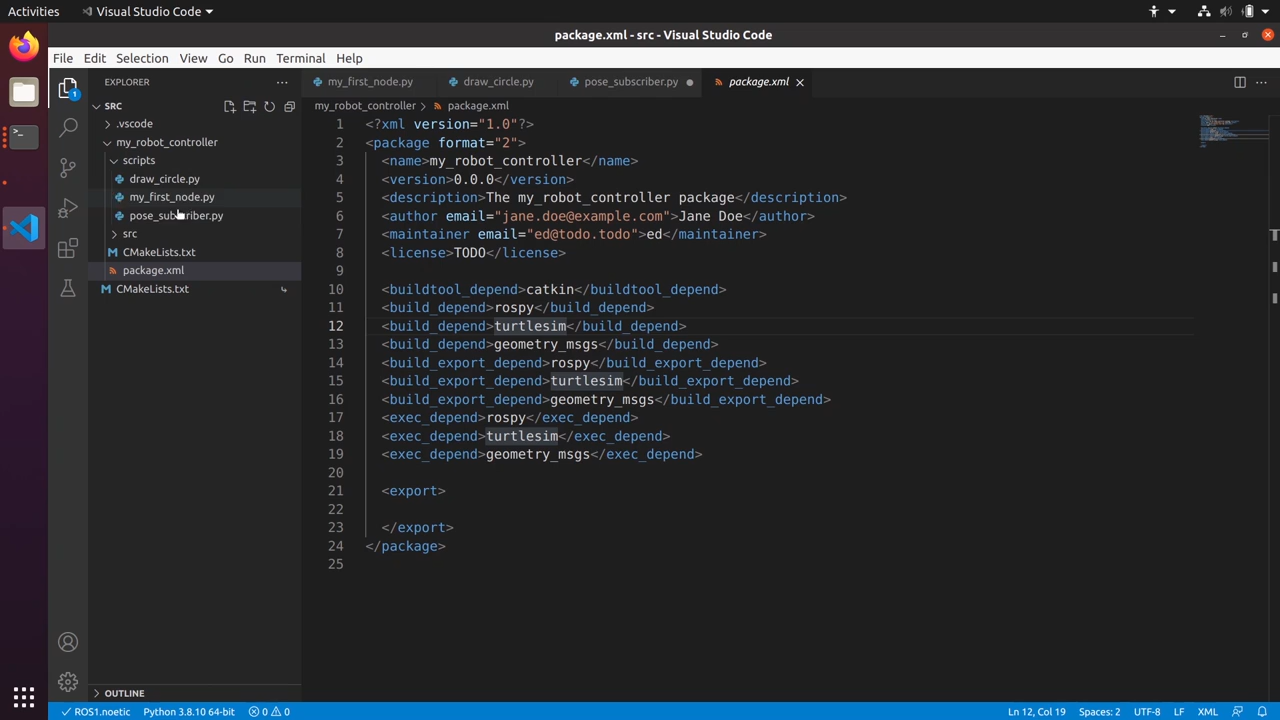 Activities
Visual Studio Code
package.xml - src - Visual Studio Code
File Edit Selection View Go Run Terminal Help
EXPLORER
my_first_node.py
draw_circle.py
pose_subscriber.py
package.xml
1
SRC
.vscode
my_robot_controller
scripts
draw_circle.py
my_first_node.py
pose_subscriber.py
src
CMakeLists.txt
package.xml
CMakeLists.txt
OUTLINE
my_robot_controller > package.xml
1 <?xml version="1.0"?>
2 <package format="2">
3 <name>my_robot_controller</name>
4 <version>0.0.0</version>
5 <description>The my_robot_controller package</description>
6 <author email="jane.doe@example.com">Jane Doe</author>
7 <maintainer email="ed@todo.todo">ed</maintainer>
8 <license>TODO</license>
9
10 <buildtool_depend>catkin</buildtool_depend>
11 <build_depend>rospy</build_depend>
12 <build_depend>turtlesim</build_depend>
13 <build_depend>geometry_msgs</build_depend>
14 <build_export_depend>rospy</build_export_depend>
15 <build_export_depend>turtlesim</build_export_depend>
16 <build_export_depend>geometry_msgs</build_export_depend>
17 <exec_depend>rospy</exec_depend>
18 <exec_depend>turtlesim</exec_depend>
19 <exec_depend>geometry_msgs</exec_depend>
20
21 <export>
22
23 </export>
24 </package>
25
ROS1.noetic Python 3.8.10 64-bit 0 0 Ln 12, Col 19 Spaces: 2 UTF-8 LF XML